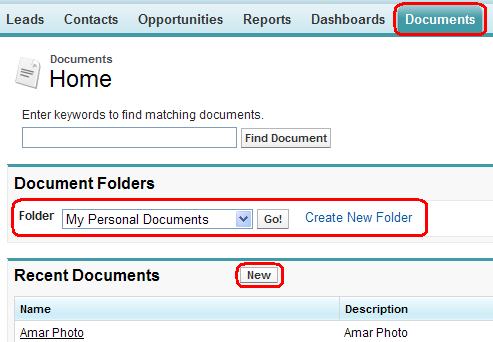 Leads Contacts Opportunities Reports Dashboards Documents
Documents
Home
Enter keywords to find matching documents.
Find Document
Document Folders
Folder My Personal Documents Go! Create New Folder
Recent Documents New
Name Description
Amar Photo Amar Photo